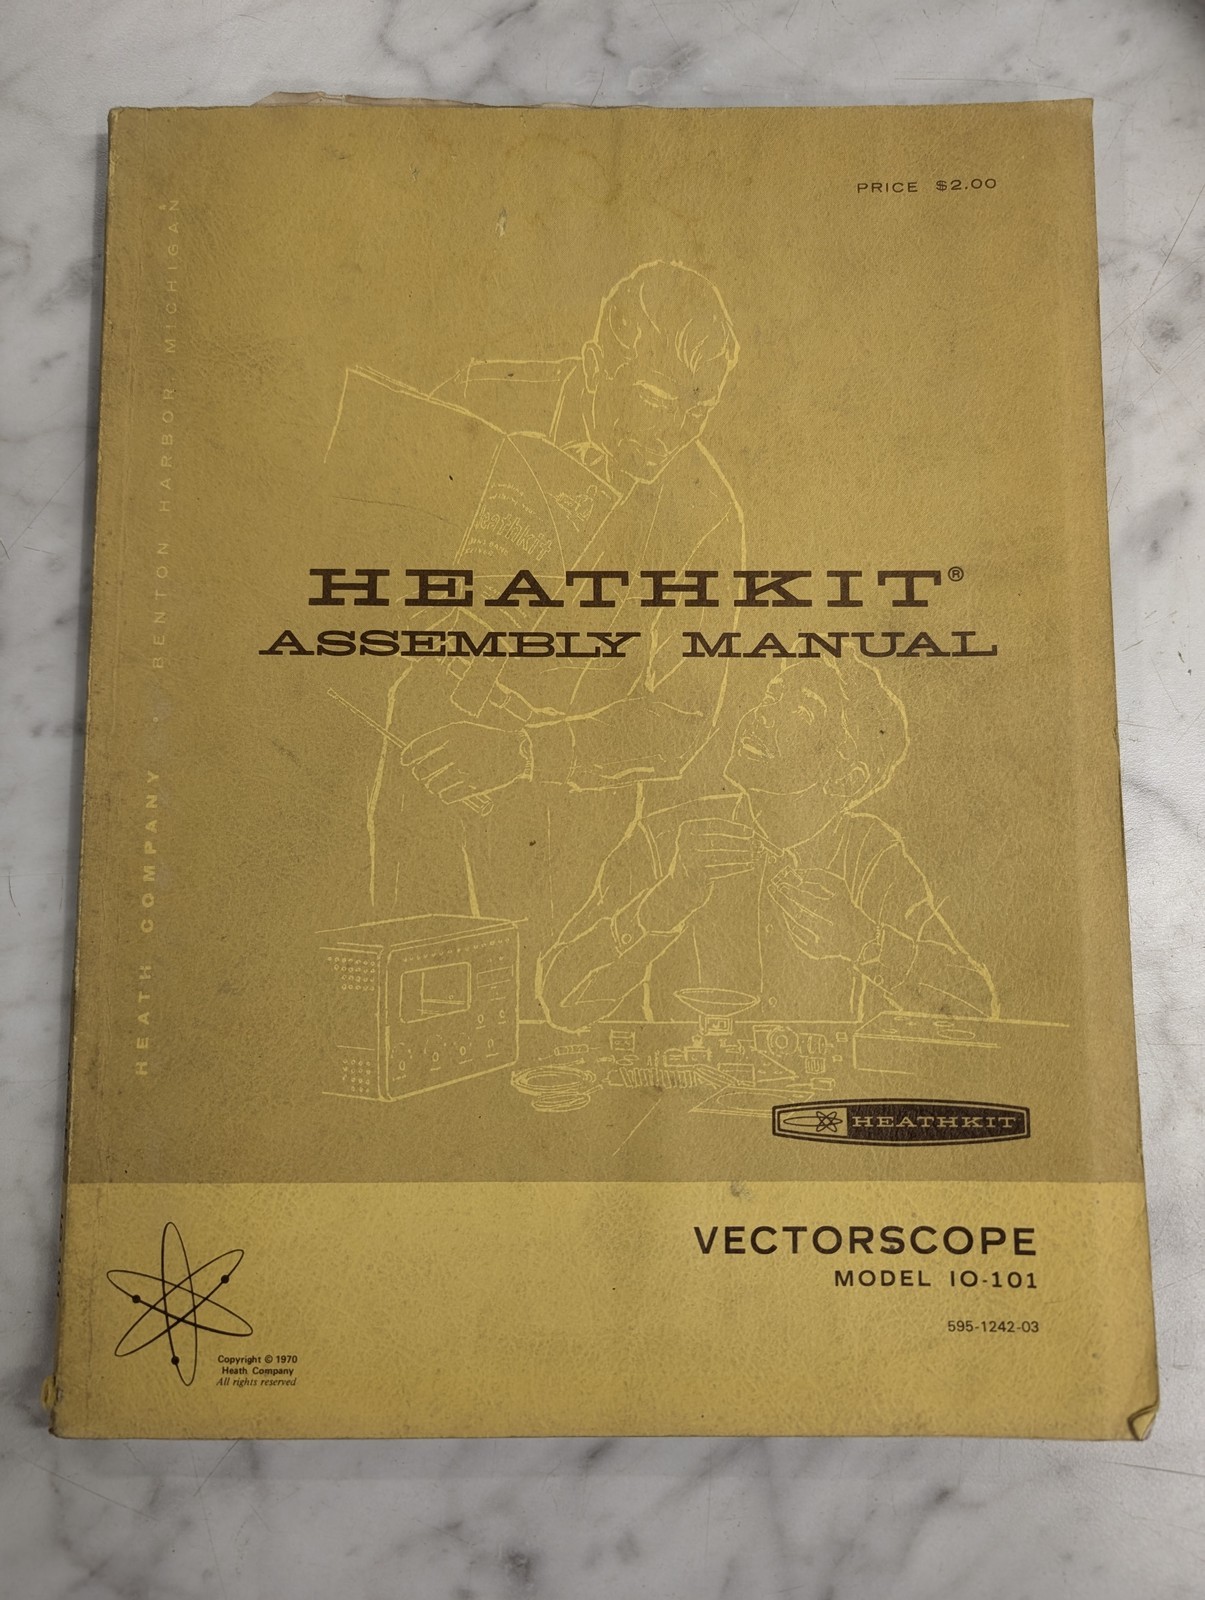 PRICE $2.00
HEATH COMPANY • BENTON HARBOR, MICHIGAN
HEATHKIT®
ASSEMBLY MANUAL
HEATHKIT
VECTORSCOPE
MODEL IO-101
595-1242-03
Copyright © 1970
Heath Company
All rights reserved